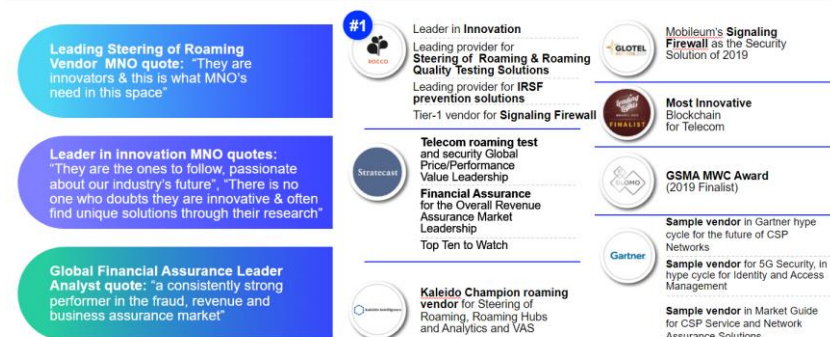 Leading Steering of Roaming
Vendor MNO quote: “They are
innovators & this is what MNO's
need in this space”
Leader in innovation MNO quotes:
“They are the ones to follow, passionate
about our industry's future”, “There is no
one who doubts they are innovative & often
find unique solutions through their research”
Global Financial Assurance Leader
Analyst quote: “a consistently strong
performer in the fraud, revenue and
business assurance market”
#1
ROCCO
Leader in Innovation
Leading provider for
Steering of Roaming & Roaming
Quality Testing Solutions
Leading provider for IRSF
prevention solutions
Tier-1 vendor for Signaling Firewall
Stratecast
Telecom roaming test
and security Global
Price/Performance
Value Leadership
Financial Assurance
for the Overall Revenue
Assurance Market
Leadership
Top Ten to Watch
Kaleido Intelligence
Kaleido Champion roaming
vendor for Steering of
Roaming, Roaming Hubs
and Analytics and VAS
GLOTEL
Mobileum's Signaling
Firewall as the Security
Solution of 2019
leading lights
FINALIST
Most Innovative
Blockchain
for Telecom
GLOMO
GSMA MWC Award
(2019 Finalist)
Gartner
Sample vendor in Gartner hype
cycle for the future of CSP
Networks
Sample vendor for 5G Security, in
hype cycle for Identity and Access
Management
Sample vendor in Market Guide
for CSP Service and Network
Assurance Solutions